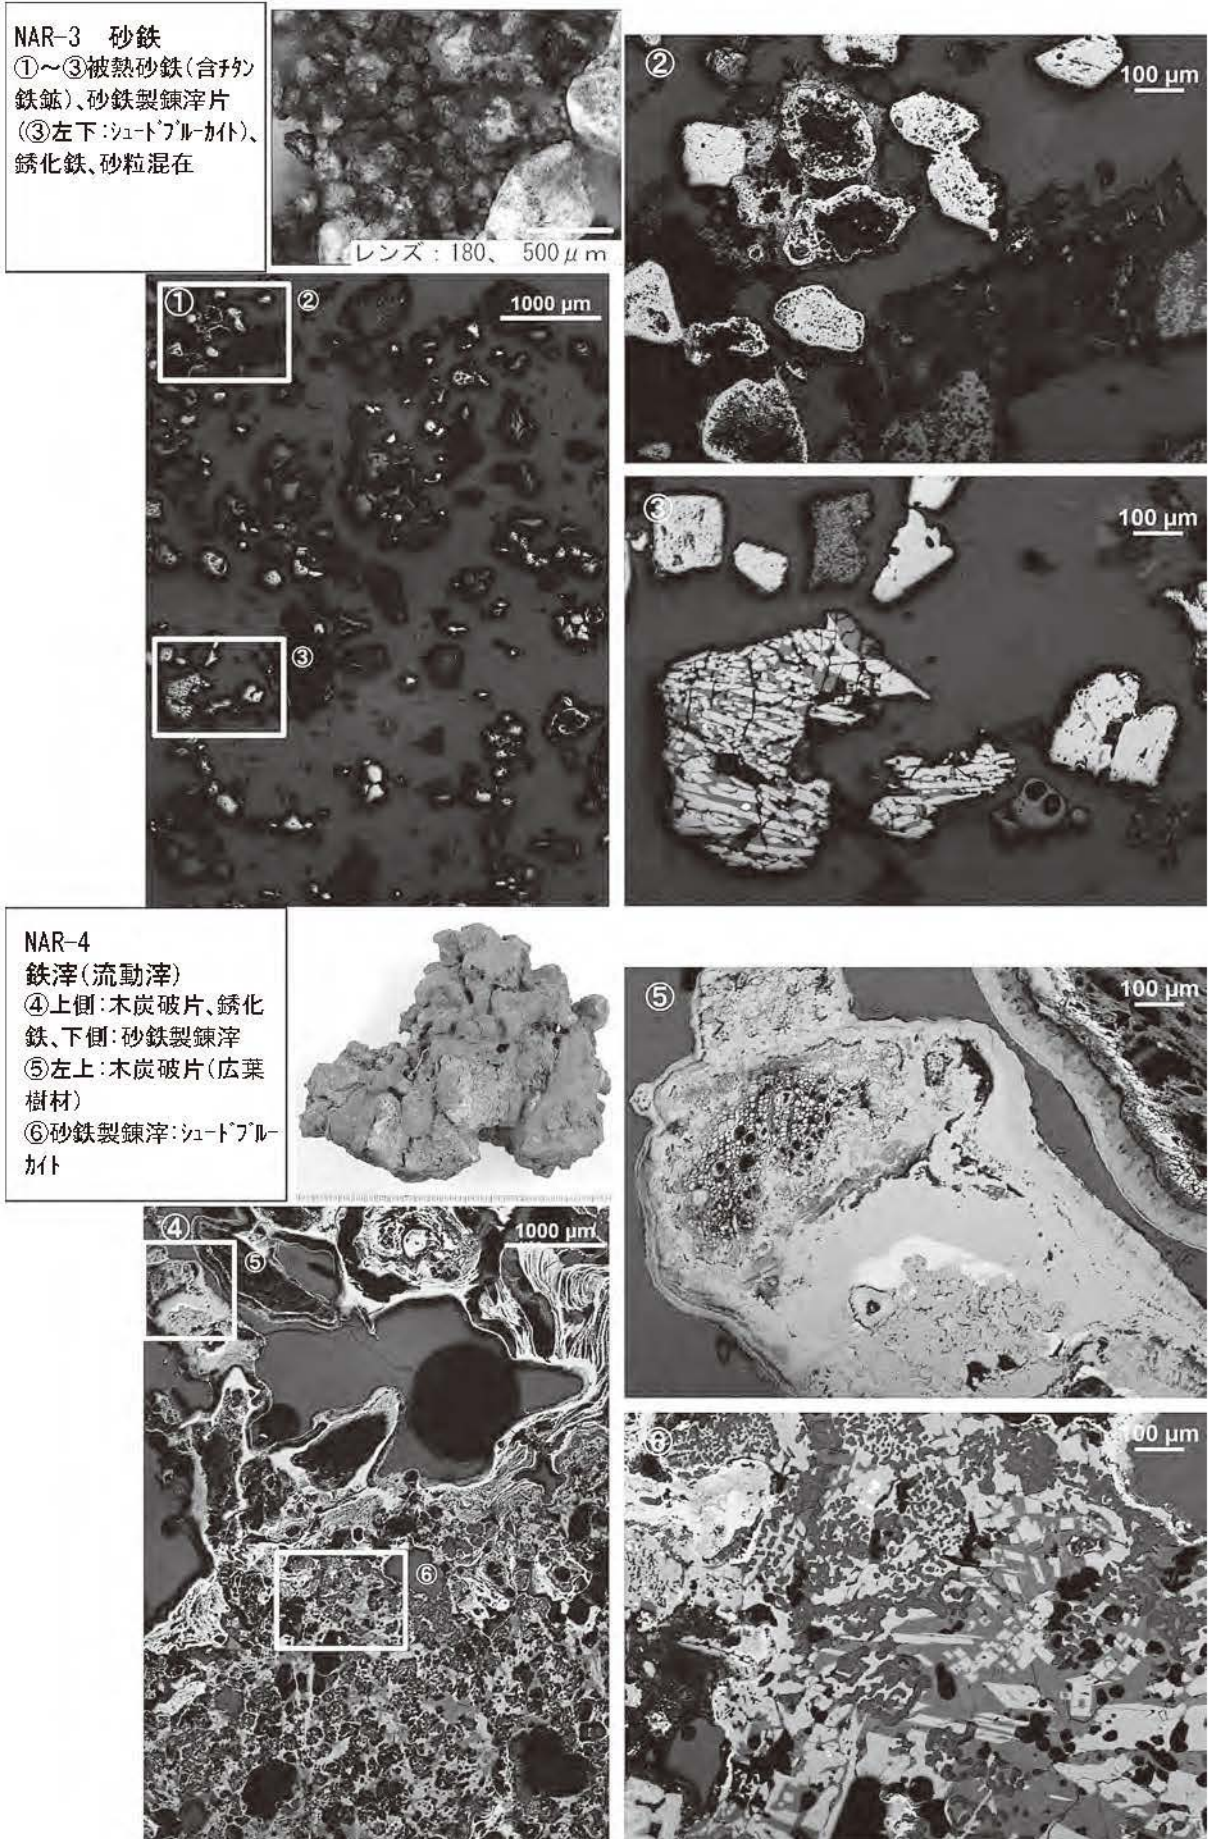 NAR-3　砂鉄
①～③被熱砂鉄(含チタン
鉄鉱)、砂鉄製錬滓片
(③左下:シュードブルーカイト)、
銹化鉄、砂粒混在
レンズ：180、 500μm
②
100 μm
①
②
1000 μm
③
③
100 μm
NAR-4
鉄滓(流動滓)
④上側:木炭破片、銹化
鉄、下側:砂鉄製錬滓
⑤左上:木炭破片(広葉
樹材)
⑥砂鉄製錬滓:シュードブルー
カイト
⑤
100 μm
④
⑤
1000 μm
⑥
⑥
100 μm